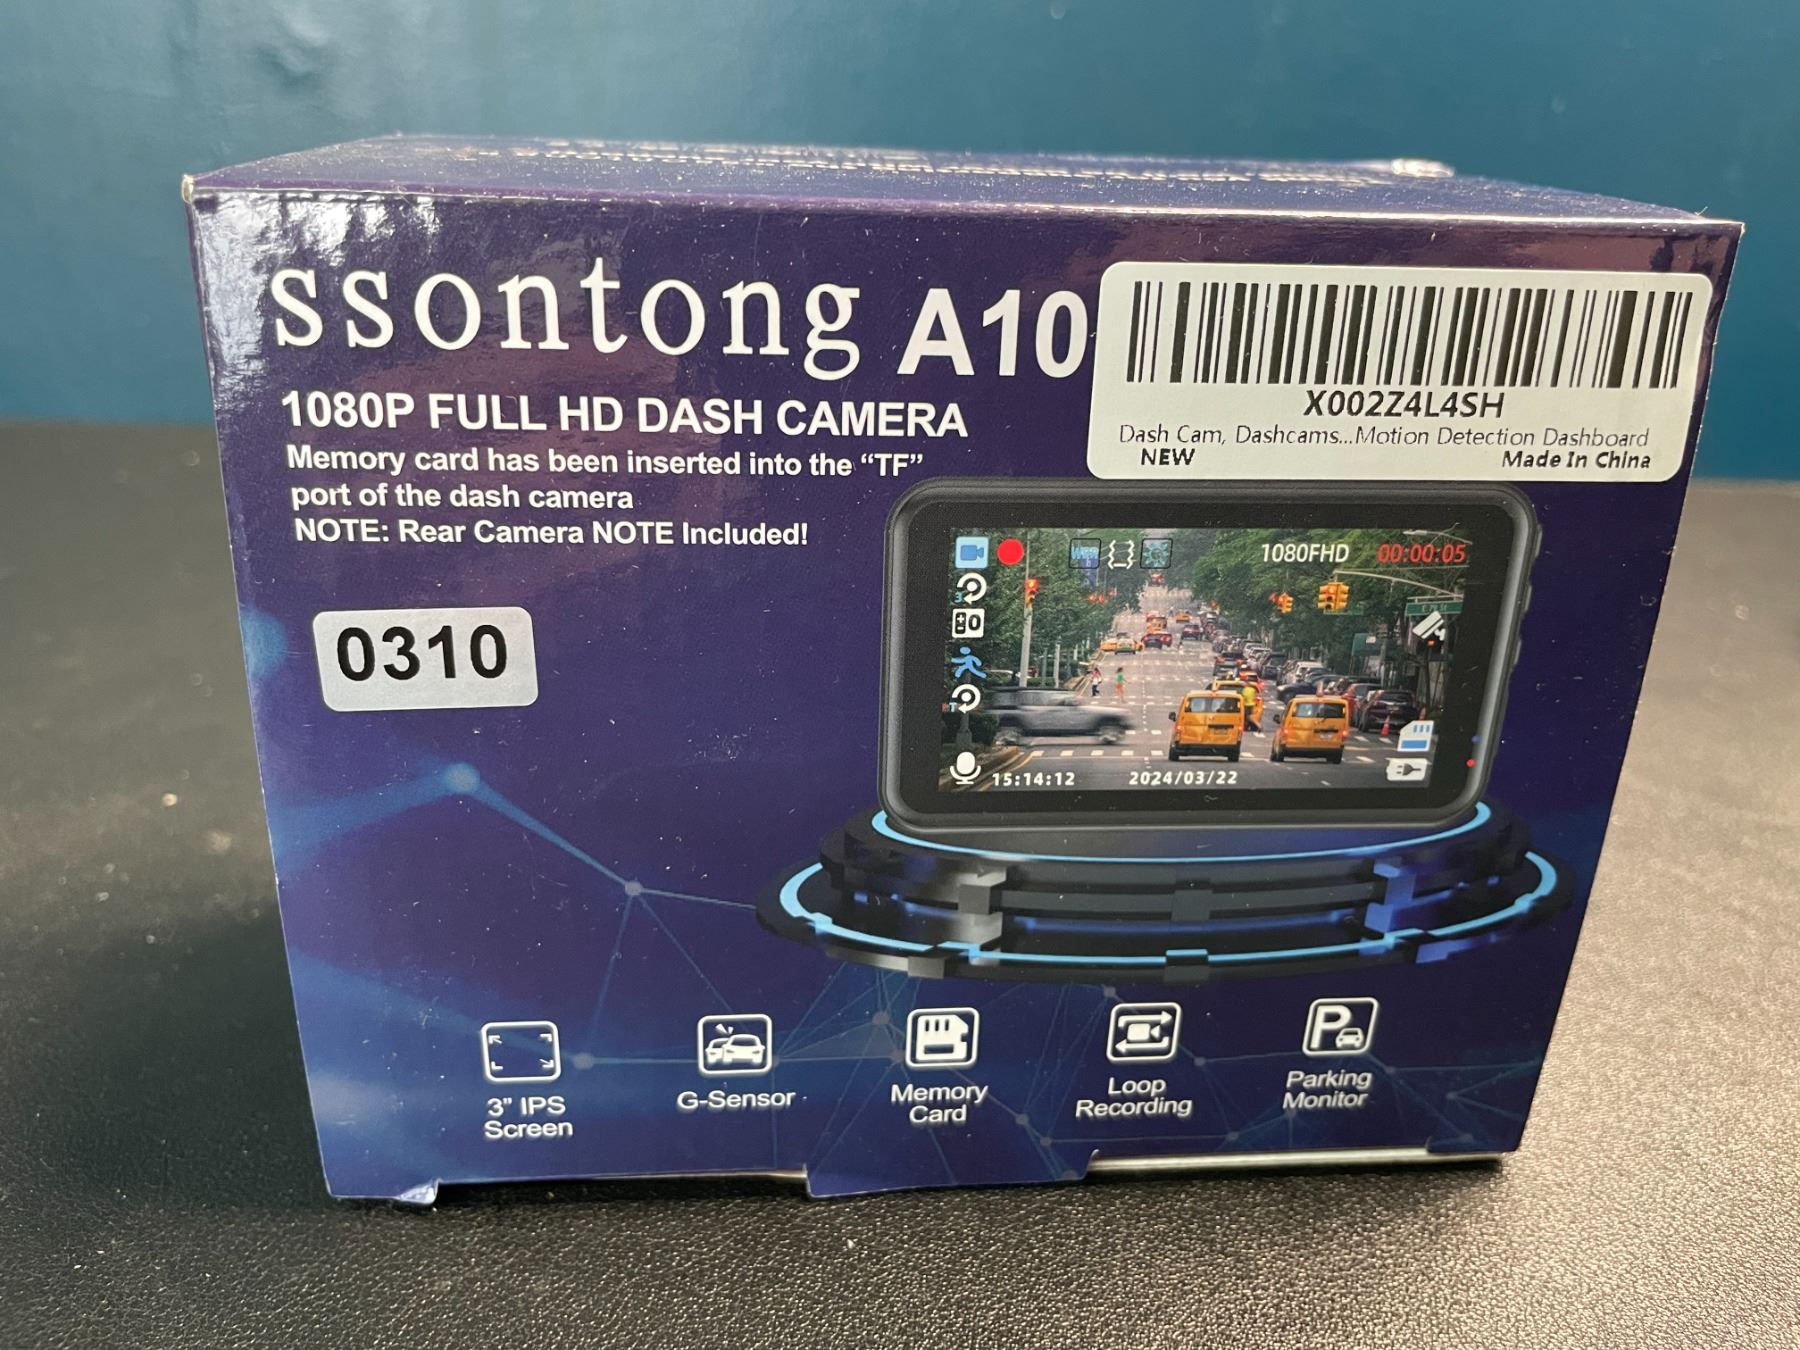 ssontong A10
1080P FULL HD DASH CAMERA
Memory card has been inserted into the “TF”
port of the dash camera
NOTE: Rear Camera NOTE Included!
X002Z4L4SH
Dash Cam, Dashcams...Motion Detection Dashboard
NEW Made In China
0310
1080FHD 00:00:05
15:14:12 2024/03/22
3” IPS
Screen
G-Sensor
Memory
Card
Loop
Recording
Parking
Monitor